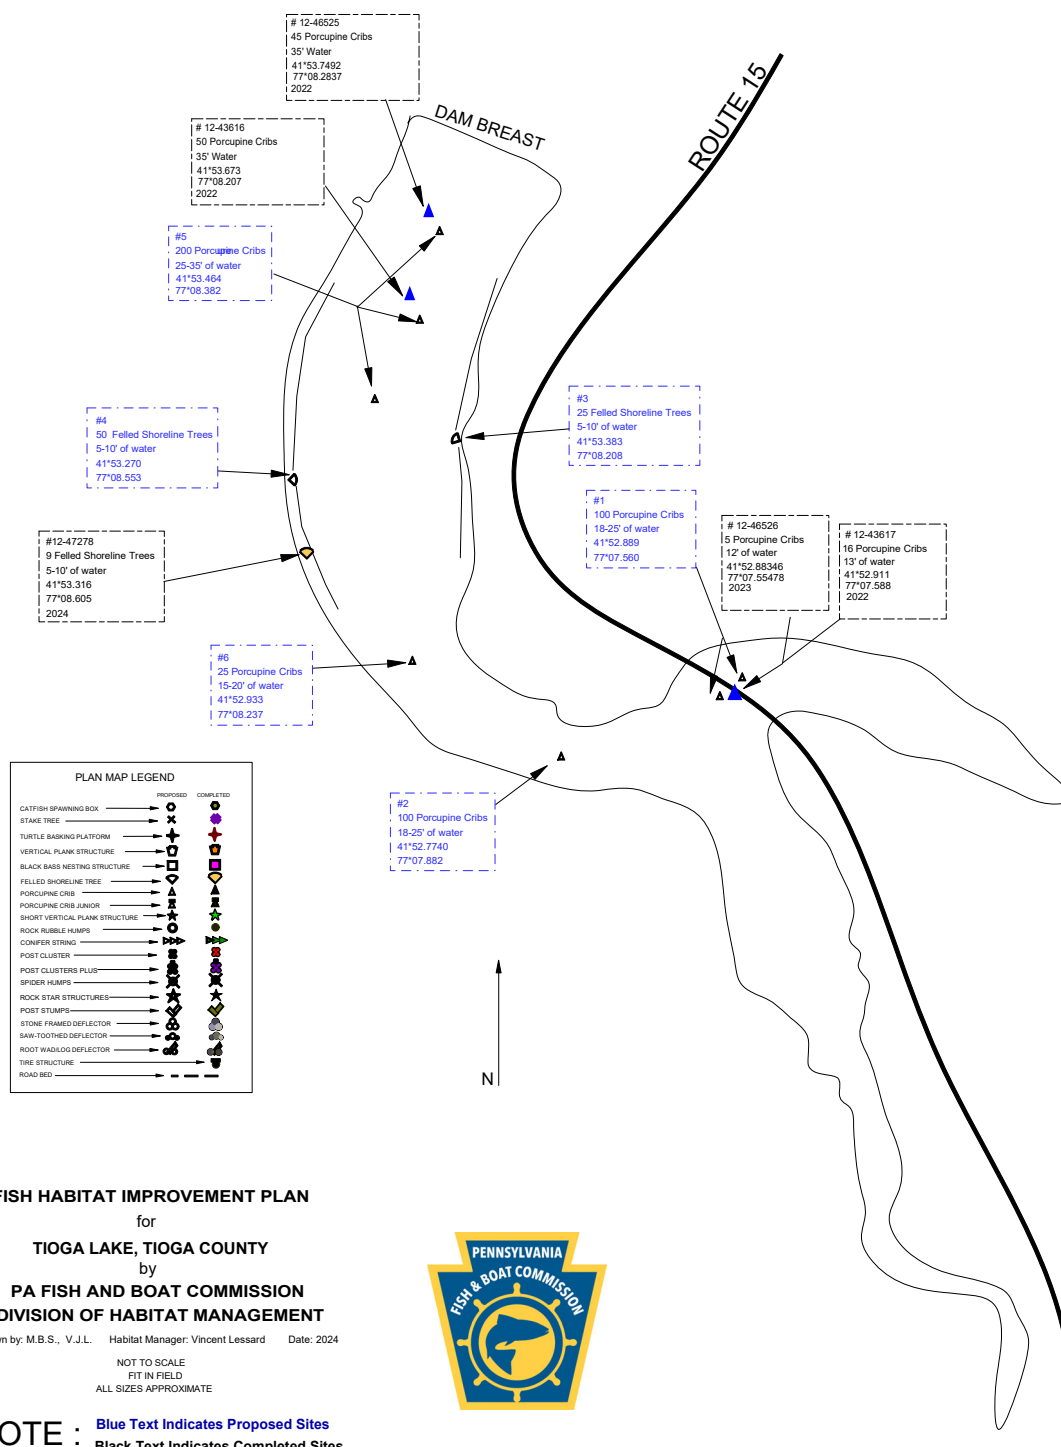 # 12-46525
45 Porcupine Cribs
35' Water
41*53.7492
77*08.2837
2022
# 12-43616
50 Porcupine Cribs
35' Water
41*53.673
77*08.207
2022
#5
200 Porcupine Cribs
25-35' of water
41*53.464
77*08.382
DAM BREAST
ROUTE 15
#4
50 Felled Shoreline Trees
5-10' of water
41*53.270
77*08.553
#3
25 Felled Shoreline Trees
5-10' of water
41*53.383
77*08.208
#12-47278
9 Felled Shoreline Trees
5-10' of water
41*53.316
77*08.605
2024
#1
100 Porcupine Cribs
18-25' of water
41*52.889
77*07.560
# 12-46526
5 Porcupine Cribs
12' of water
41*52.88346
77*07.55478
2023
# 12-43617
16 Porcupine Cribs
13' of water
41*52.911
77*07.588
2022
#6
25 Porcupine Cribs
15-20' of water
41*52.933
77*08.237
#2
100 Porcupine Cribs
18-25' of water
41*52.7740
77*07.882
PLAN MAP LEGEND
PROPOSED COMPLETED
CATFISH SPAWNING BOX
STAKE TREE
TURTLE BASKING PLATFORM
VERTICAL PLANK STRUCTURE
BLACK BASS NESTING STRUCTURE
FELLED SHORELINE TREE
PORCUPINE CRIB
PORCUPINE CRIB JUNIOR
SHORT VERTICAL PLANK STRUCTURE
ROCK RUBBLE HUMPS
CONIFER STRING
POST CLUSTER
POST CLUSTERS PLUS
SPIDER HUMPS
ROCK STAR STRUCTURES
POST STUMPS
STONE FRAMED DEFLECTOR
SAW-TOOTHED DEFLECTOR
ROOT WAD/LOG DEFLECTOR
TIRE STRUCTURE
ROAD BED
N
FISH HABITAT IMPROVEMENT PLAN
for
TIOGA LAKE, TIOGA COUNTY
by
PA FISH AND BOAT COMMISSION
DIVISION OF HABITAT MANAGEMENT
wn by: M.B.S., V.J.L. Habitat Manager: Vincent Lessard Date: 2024
NOT TO SCALE
FIT IN FIELD
ALL SIZES APPROXIMATE
OTE : Blue Text Indicates Proposed Sites
Black Text Indicates Completed Sites
PENNSYLVANIA
FISH & BOAT COMMISSION